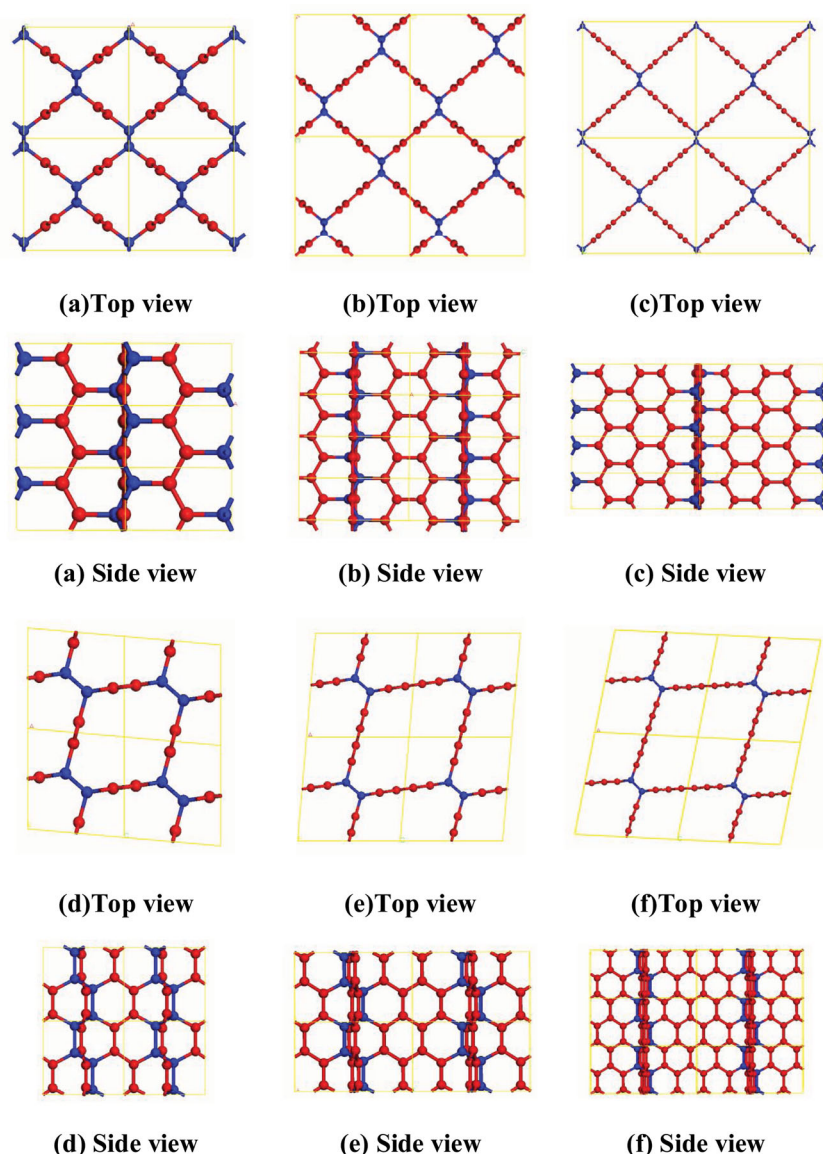 (a)Top view (b)Top view (c)Top view
(a) Side view (b) Side view (c) Side view
(d)Top view (e)Top view (f)Top view
(d) Side view (e) Side view (f) Side view